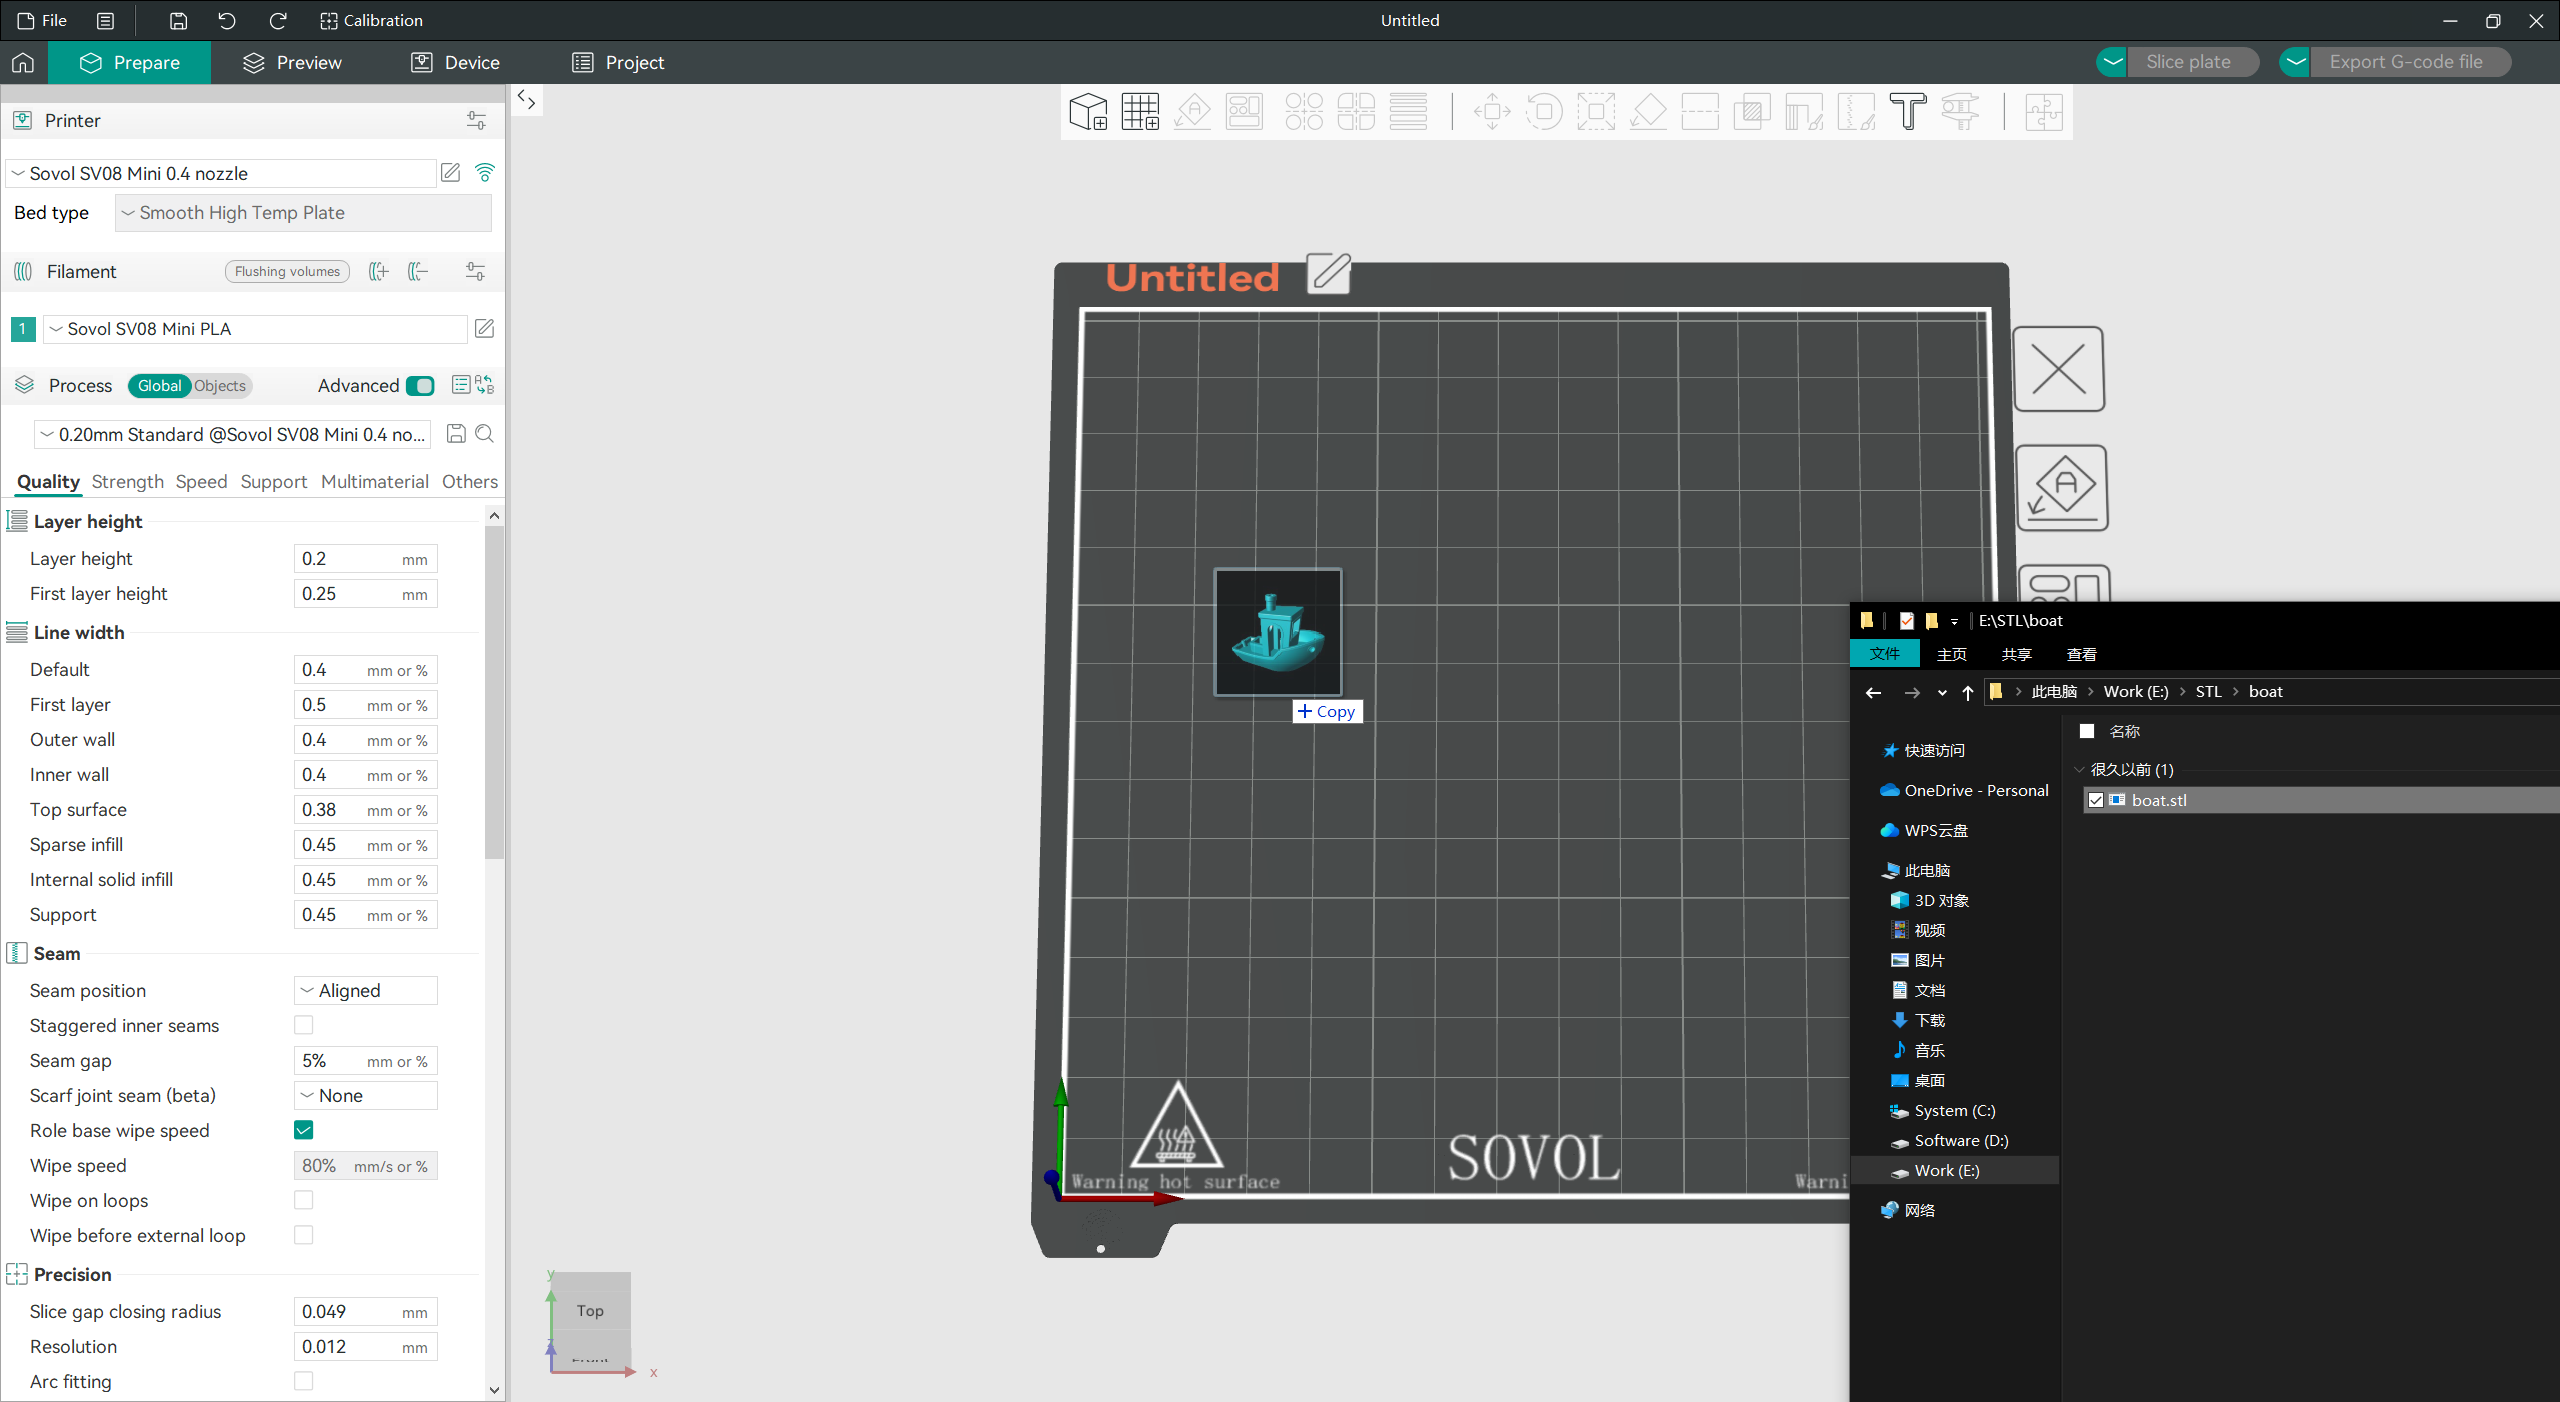 File
Calibration
Untitled
Prepare
Preview
Device
Project
Slice plate
Export G-code file
Printer
Sovol SV08 Mini 0.4 nozzle
Bed type
Smooth High Temp Plate
Filament
Flushing volumes
1
Sovol SV08 Mini PLA
Process
Global
Objects
Advanced
0.20mm Standard @Sovol SV08 Mini 0.4 no...
Quality
Strength
Speed
Support
Multimaterial
Others
Layer height
Layer height 0.2 mm
First layer height 0.25 mm
Line width
Default 0.4 mm or %
First layer 0.5 mm or %
Outer wall 0.4 mm or %
Inner wall 0.4 mm or %
Top surface 0.38 mm or %
Sparse infill 0.45 mm or %
Internal solid infill 0.45 mm or %
Support 0.45 mm or %
Seam
Seam position Aligned
Staggered inner seams
Seam gap 5% mm or %
Scarf joint seam (beta) None
Role base wipe speed
Wipe speed 80% mm/s or %
Wipe on loops
Wipe before external loop
Precision
Slice gap closing radius 0.049 mm
Resolution 0.012 mm
Arc fitting
Untitled
Copy
Warning hot surface
SOVOL
Warni
y
Top
z
x
E:\STL\boat
文件
主页
共享
查看
此电脑
Work (E:)
STL
boat
名称
快速访问
很久以前 (1)
OneDrive - Personal
boat.stl
WPS云盘
此电脑
3D 对象
视频
图片
文档
下载
音乐
桌面
System (C:)
Software (D:)
Work (E:)
网络